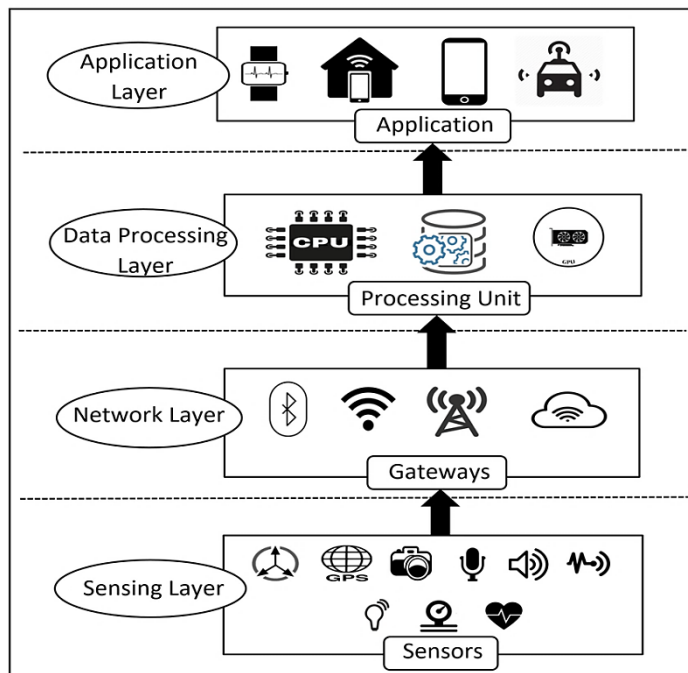 Application
Layer
Application
Data Processing
Layer
CPU
GPU
Processing Unit
Network Layer
Gateways
GPS
Sensing Layer
Sensors